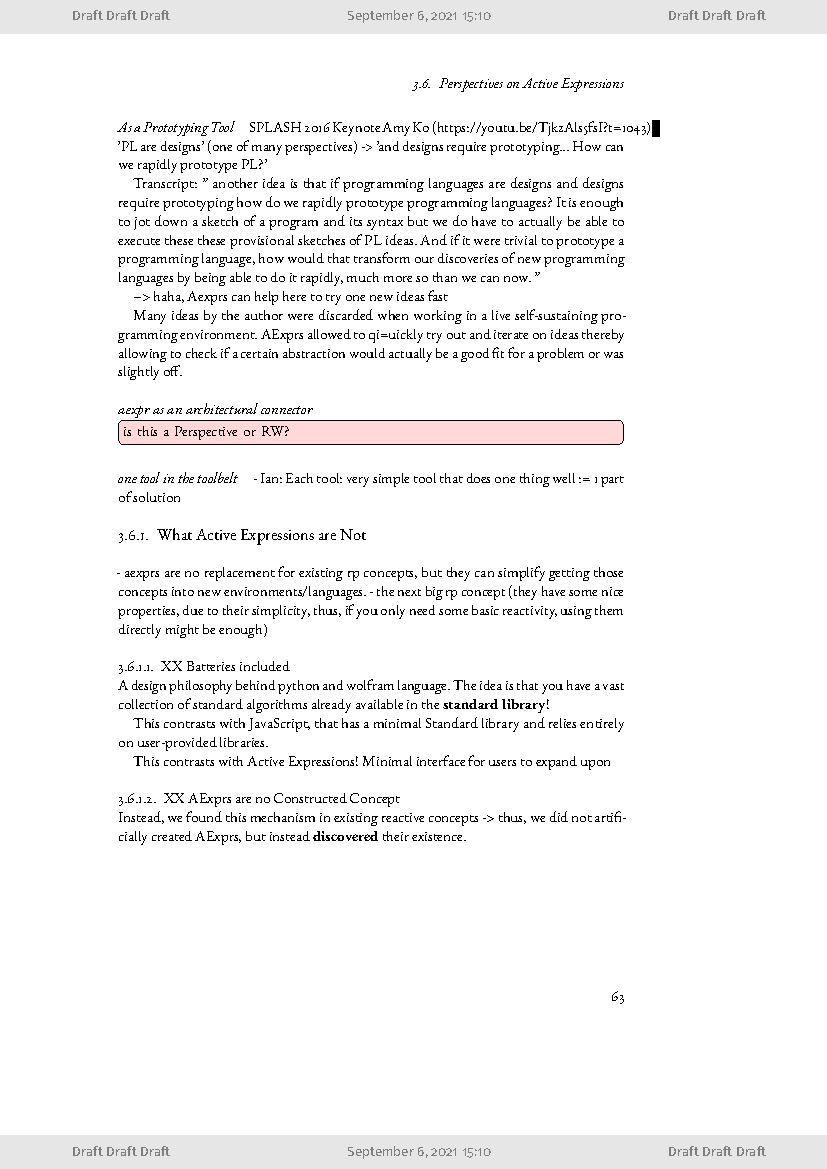 Draft Draft Draft September 6, 2021 15:10 Draft Draft Draft
3.6. Perspectives on Active Expressions
As a Prototyping Tool SPLASH 2016 Keynote Amy Ko (https://youtu.be/TjkzAls5fsI?t=1043)
'PL are designs' (one of many perspectives) -> 'and designs require prototyping... How can
we rapidly prototype PL?'
Transcript: ” another idea is that if programming languages are designs and designs
require prototyping how do we rapidly prototype programming languages? It is enough
to jot down a sketch of a program and its syntax but we do have to actually be able to
execute these these provisional sketches of PL ideas. And if it were trivial to prototype a
programming language, how would that transform our discoveries of new programming
languages by being able to do it rapidly, much more so than we can now. ”
–> haha, Aexprs can help here to try one new ideas fast
Many ideas by the author were discarded when working in a live self-sustaining pro-
gramming environment. AExprs allowed to qi=uickly try out and iterate on ideas thereby
allowing to check if a certain abstraction would actually be a good fit for a problem or was
slightly off.
aexpr as an architectural connector
is this a Perspective or RW?
one tool in the toolbelt - Ian: Each tool: very simple tool that does one thing well := 1 part
of solution
3.6.1. What Active Expressions are Not
- aexprs are no replacement for existing rp concepts, but they can simplify getting those
concepts into new environments/languages. - the next big rp concept (they have some nice
properties, due to their simplicity, thus, if you only need some basic reactivity, using them
directly might be enough)
3.6.1.1. XX Batteries included
A design philosophy behind python and wolfram language. The idea is that you have a vast
collection of standard algorithms already available in the standard library!
This contrasts with JavaScript, that has a minimal Standard library and relies entirely
on user-provided libraries.
This contrasts with Active Expressions! Minimal interface for users to expand upon
3.6.1.2. XX AExprs are no Constructed Concept
Instead, we found this mechanism in existing reactive concepts -> thus, we did not artifi-
cially created AExprs, but instead discovered their existence.
63
Draft Draft Draft September 6, 2021 15:10 Draft Draft Draft